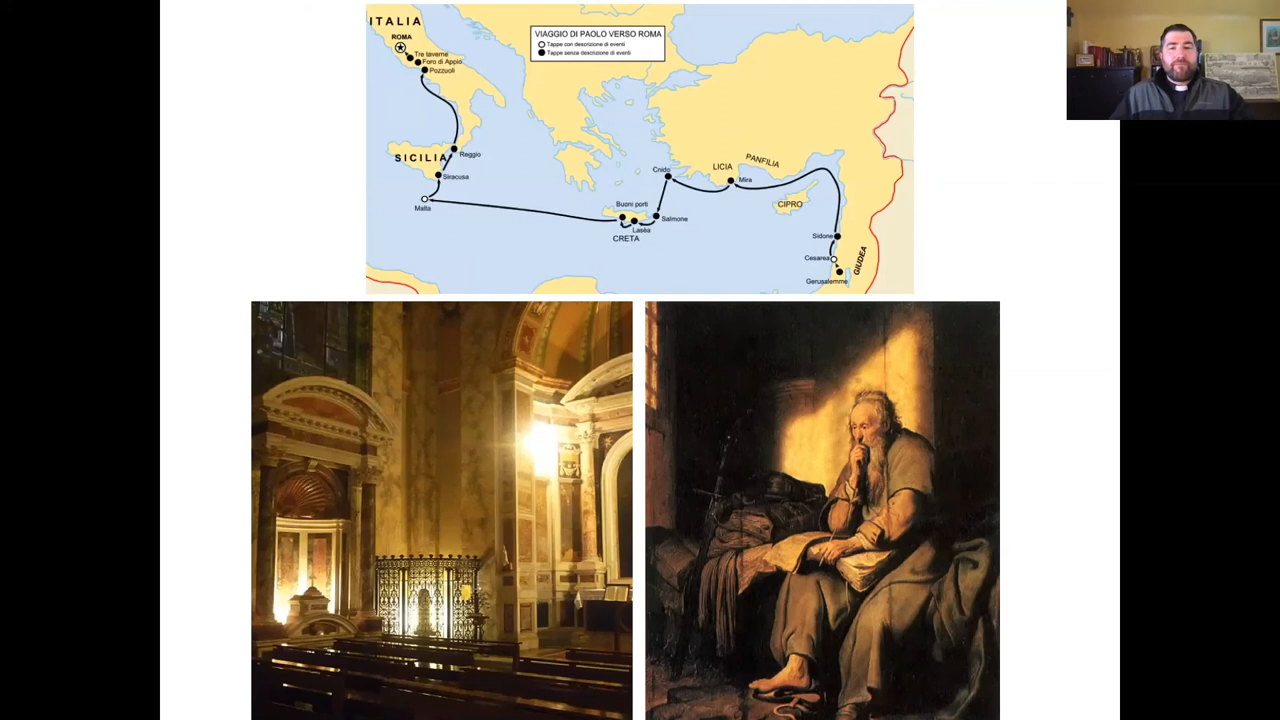 ITALIA
ROMA
Tre taverne
Foro di Appio
Pozzuoli
VIAGGIO DI PAOLO VERSO ROMA
Tappe con descrizione di eventi
Tappe senza descrizione di eventi
SICILIA
Reggio
Siracusa
Malta
Cnido
LICIA
PANFILIA
Mira
Buoni porti
Salmone
Lasèa
CRETA
CIPRO
Sidone
Cesarea
GIUDEA
Gerusalemme